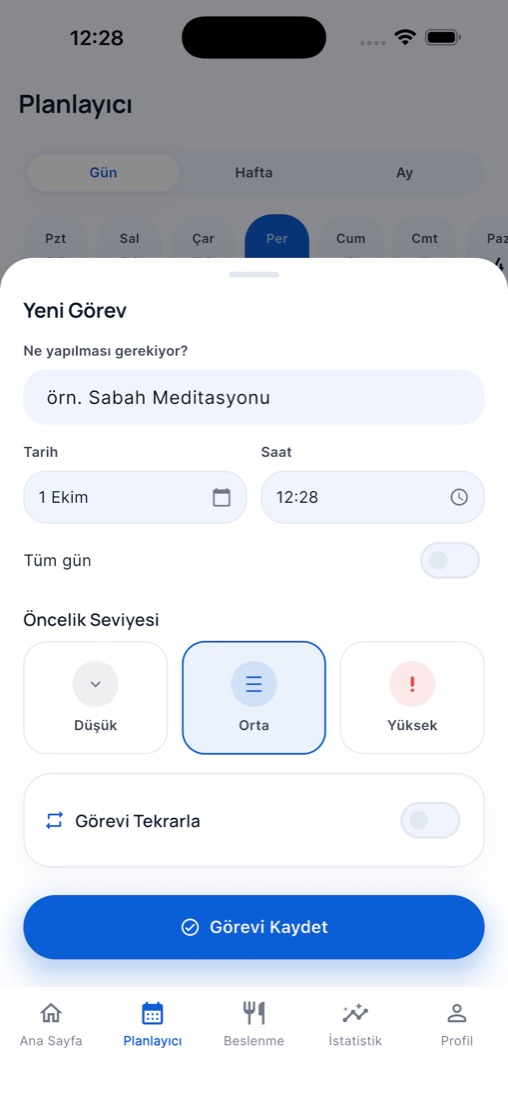 12:28
Planlayıcı
Gün Hafta Ay
Pzt Sal Çar Per Cum Cmt Paz
Yeni Görev
Ne yapılması gerekiyor?
örn. Sabah Meditasyonu
Tarih Saat
1 Ekim 12:28
Tüm gün
Öncelik Seviyesi
Düşük Orta Yüksek
Görevi Tekrarla
Görevi Kaydet
Ana Sayfa Planlayıcı Beslenme İstatistik Profil